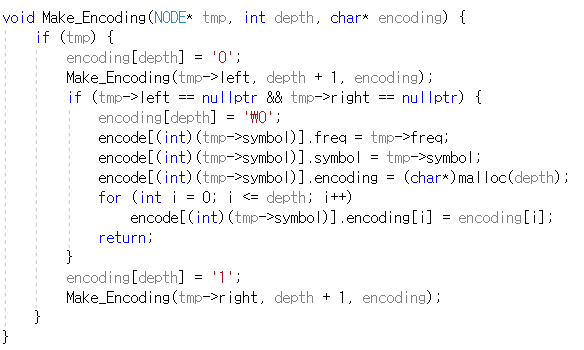 void Make_Encoding(NODE* tmp, int depth, char* encoding) {
    if (tmp) {
        encoding[depth] = '0';
        Make_Encoding(tmp->left, depth + 1, encoding);
        if (tmp->left == nullptr && tmp->right == nullptr) {
            encoding[depth] = '₩0';
            encode[(int)(tmp->symbol)].freq = tmp->freq;
            encode[(int)(tmp->symbol)].symbol = tmp->symbol;
            encode[(int)(tmp->symbol)].encoding = (char*)malloc(depth);
            for (int i = 0; i <= depth; i++)
                encode[(int)(tmp->symbol)].encoding[i] = encoding[i];
            return;
        }
        encoding[depth] = '1';
        Make_Encoding(tmp->right, depth + 1, encoding);
    }
}